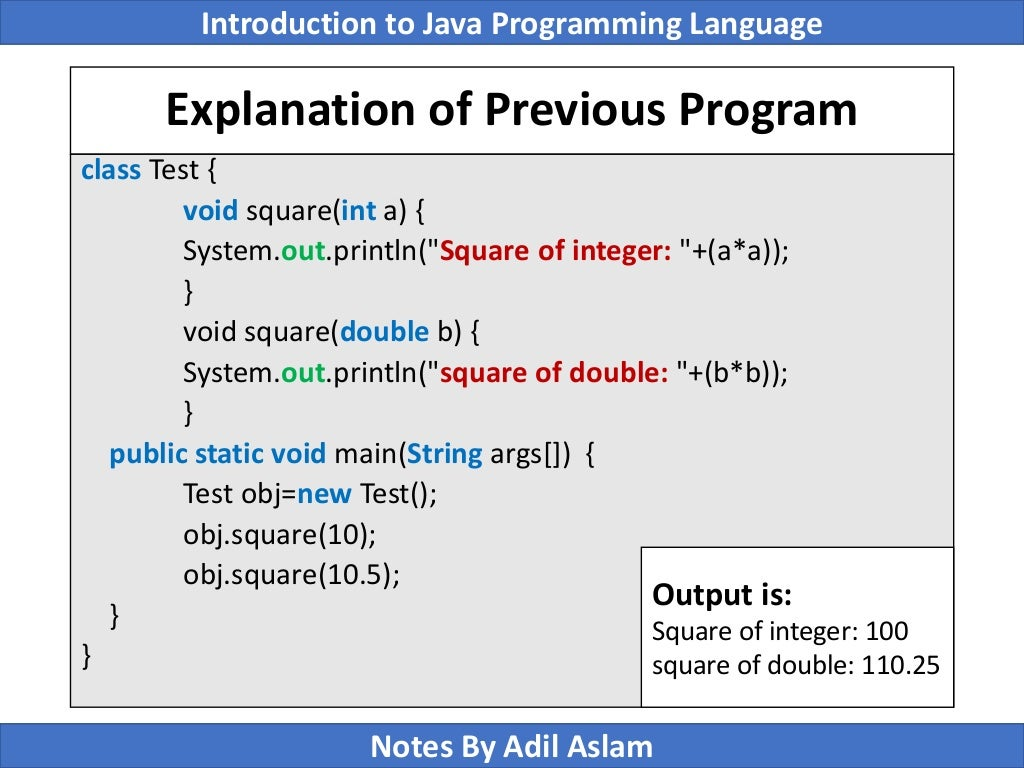 Introduction to Java Programming Language
Explanation of Previous Program
class Test {
void square(int a) {
System.out.println("Square of integer: "+(a*a));
}
void square(double b) {
System.out.println("square of double: "+(b*b));
}
public static void main(String args[]) {
Test obj=new Test();
obj.square(10);
obj.square(10.5);
}
}
Output is:
Square of integer: 100
square of double: 110.25
Notes By Adil Aslam